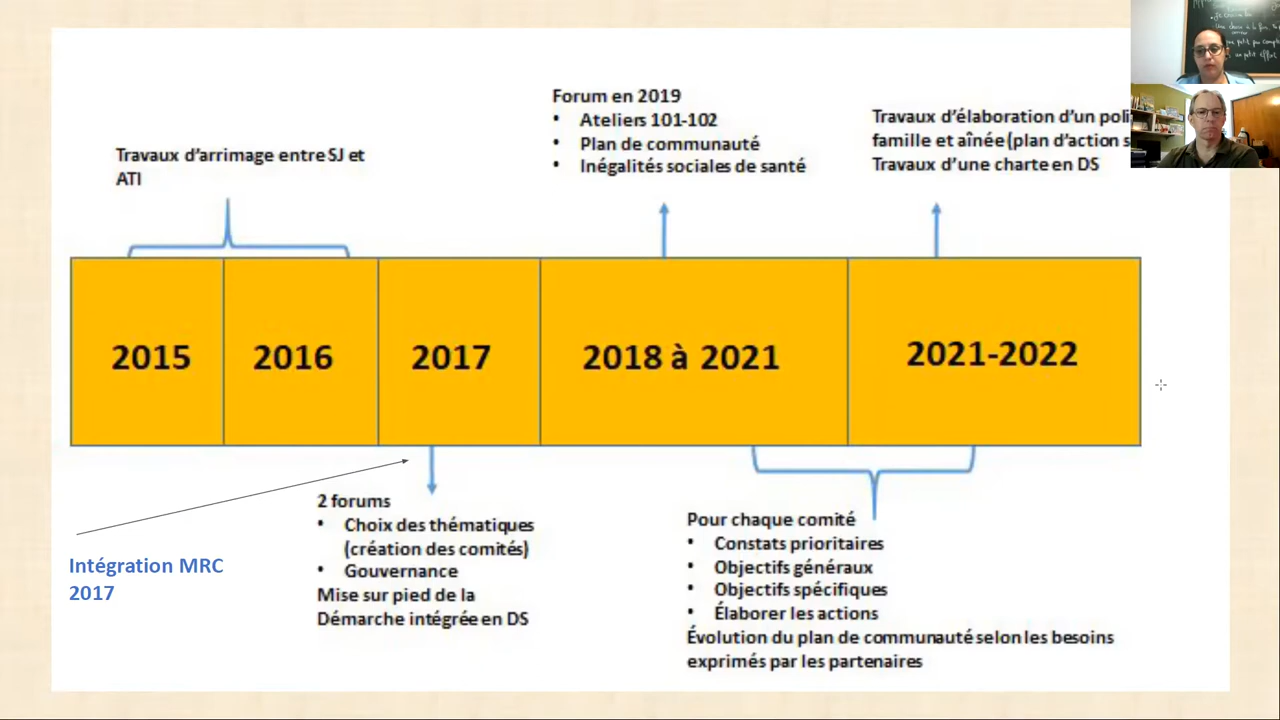 Travaux d'arrimage entre SJ et
ATI
Forum en 2019
• Ateliers 101-102
• Plan de communauté
• Inégalités sociales de santé
Travaux d'élaboration d'un
famille et aînée (plan d'action
Travaux d'une charte en DS
2015
2016
2017
2018 à 2021
2021-2022
Intégration MRC
2017
2 forums
• Choix des thématiques
(création des comités)
• Gouvernance
Mise sur pied de la
Démarche intégrée en DS
Pour chaque comité
• Constats prioritaires
• Objectifs généraux
• Objectifs spécifiques
• Élaborer les actions
Évolution du plan de communauté selon les besoins
exprimés par les partenaires